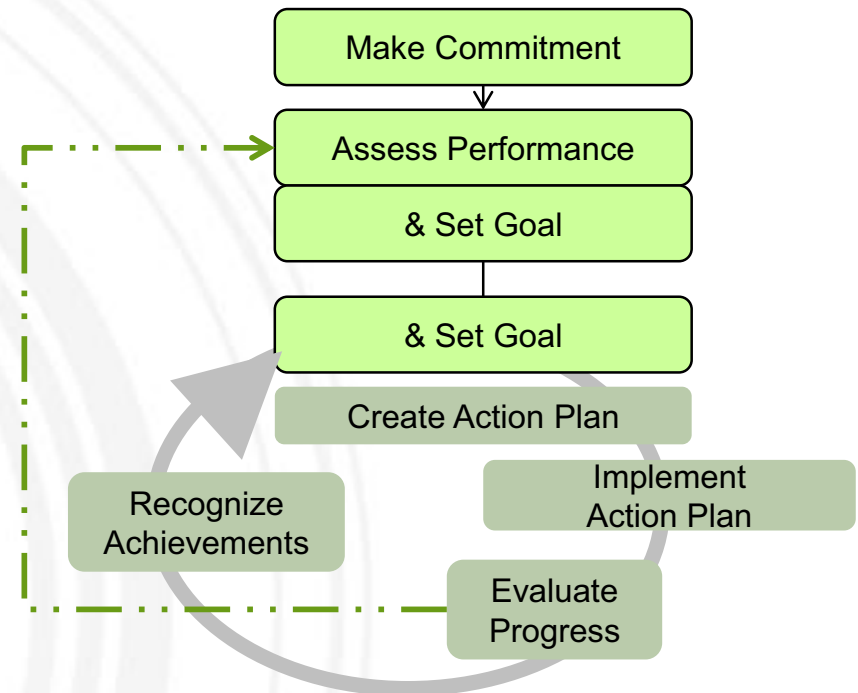 Make Commitment
Assess Performance
& Set Goal
& Set Goal
Create Action Plan
Implement
Action Plan
Recognize
Achievements
Evaluate
Progress